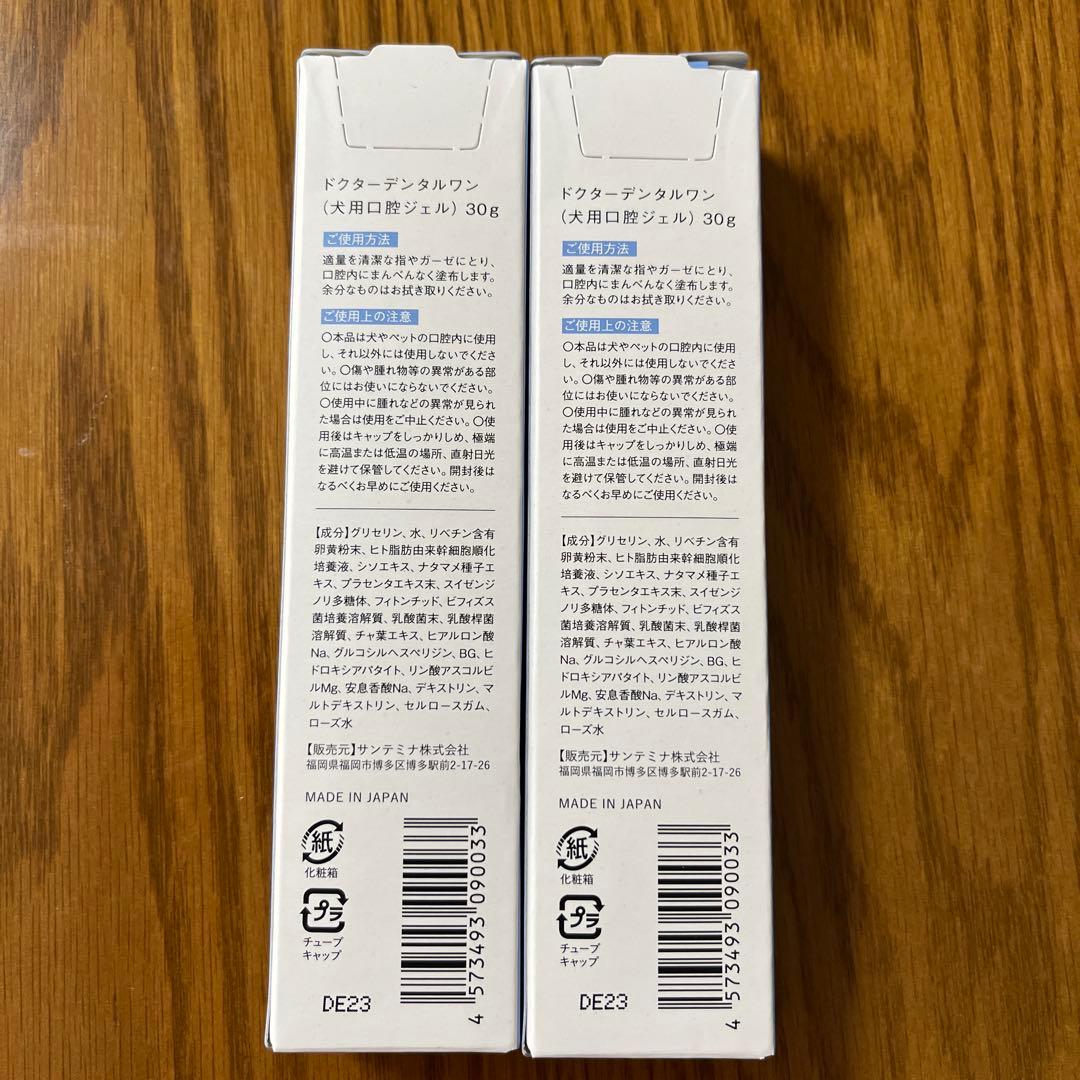 ドクターデンタルワン
(犬用口腔ジェル) 30g
ご使用方法
適量を清潔な指やガーゼにとり、
口腔内にまんべんなく塗布します。
余分なものはお拭き取りください。
ご使用上の注意
〇本品は犬やペットの口腔内に使用
し、それ以外には使用しないでくださ
い。〇傷や腫れ物等の異常がある部
位にはお使いにならないでください。
〇使用中に腫れなどの異常が見られ
た場合は使用をご中止ください。〇使
用後はキャップをしっかりしめ、極端
に高温または低温の場所、直射日光
を避けて保管してください。開封後は
なるべくお早めにご使用ください。
【成分】グリセリン、水、リベチン含有
卵黄粉末、ヒト脂肪由来幹細胞順化
培養液、シソエキス、ナタマメ種子エ
キス、プラセンタエキス末、スイゼンジ
ノリ多糖体、フィトンチッド、ビフィズス
菌培養溶解質、乳酸菌末、乳酸桿菌
溶解質、チャ葉エキス、ヒアルロン酸
Na、グルコシルヘスペリジン、BG、ヒ
ドロキシアパタイト、リン酸アスコルビ
ルMg、安息香酸Na、デキストリン、マ
ルトデキストリン、セルロースガム、
ローズ水
【販売元】サンテミナ株式会社
福岡県福岡市博多区博多駅前2-17-26
MADE IN JAPAN
紙
化粧箱
プラ
チューブ
キャップ
DE23
4 573493 090033
ドクターデンタルワン
(犬用口腔ジェル) 30g
ご使用方法
適量を清潔な指やガーゼにとり、
口腔内にまんべんなく塗布します。
余分なものはお拭き取りください。
ご使用上の注意
〇本品は犬やペットの口腔内に使用
し、それ以外には使用しないでくださ
い。〇傷や腫れ物等の異常がある部
位にはお使いにならないでください。
〇使用中に腫れなどの異常が見られ
た場合は使用をご中止ください。〇使
用後はキャップをしっかりしめ、極端
に高温または低温の場所、直射日光
を避けて保管してください。開封後は
なるべくお早めにご使用ください。
【成分】グリセリン、水、リベチン含有
卵黄粉末、ヒト脂肪由来幹細胞順化
培養液、シソエキス、ナタマメ種子エ
キス、プラセンタエキス末、スイゼンジ
ノリ多糖体、フィトンチッド、ビフィズス
菌培養溶解質、乳酸菌末、乳酸桿菌
溶解質、チャ葉エキス、ヒアルロン酸
Na、グルコシルヘスペリジン、BG、ヒ
ドロキシアパタイト、リン酸アスコルビ
ルMg、安息香酸Na、デキストリン、マ
ルトデキストリン、セルロースガム、
ローズ水
【販売元】サンテミナ株式会社
福岡県福岡市博多区博多駅前2-17-26
MADE IN JAPAN
紙
化粧箱
プラ
チューブ
キャップ
DE23
4 573493 090033